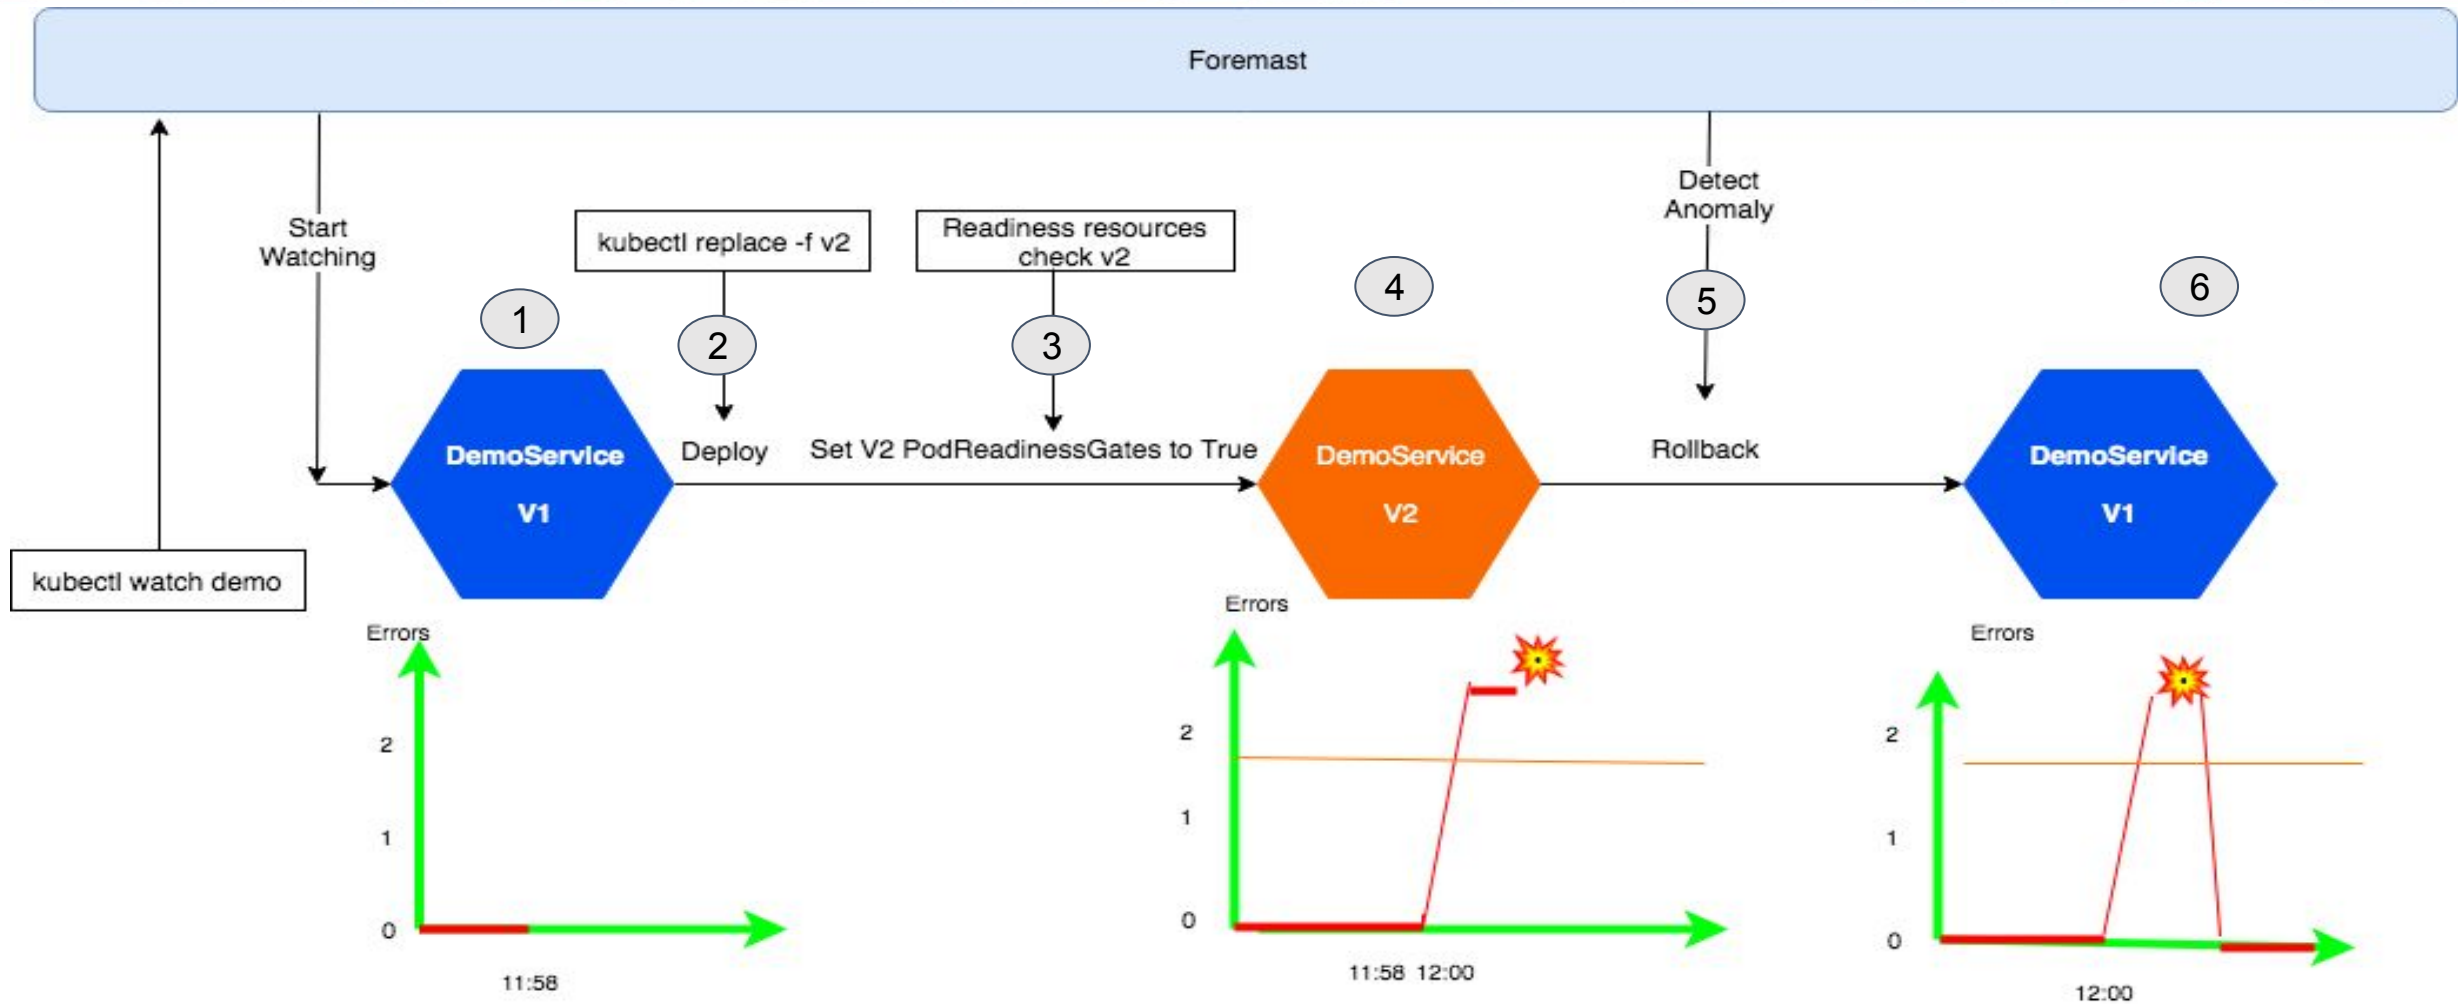 Foremast
Start
Watching
kubectl replace -f v2
Readiness resources
check v2
Detect
Anomaly
1
2
3
4
5
6
DemoService
V1
Deploy
Set V2 PodReadinessGates to True
DemoService
V2
Rollback
DemoService
V1
kubectl watch demo
Errors
2
1
0
11:58
Errors
2
1
0
11:58 12:00
Errors
2
1
0
12:00